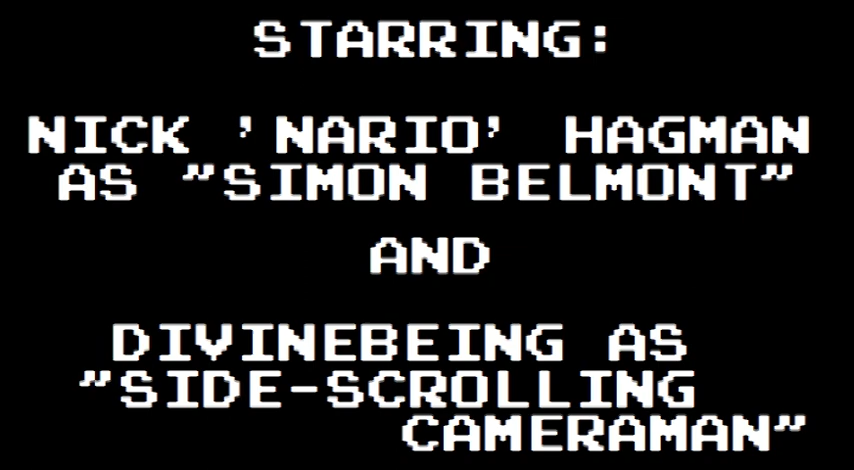 STARRING:
NICK 'NARIO' HAGMAN
AS "SIMON BELMONT"
AND
DIVINEBEING AS
"SIDE-SCROLLING
CAMERAMAN"